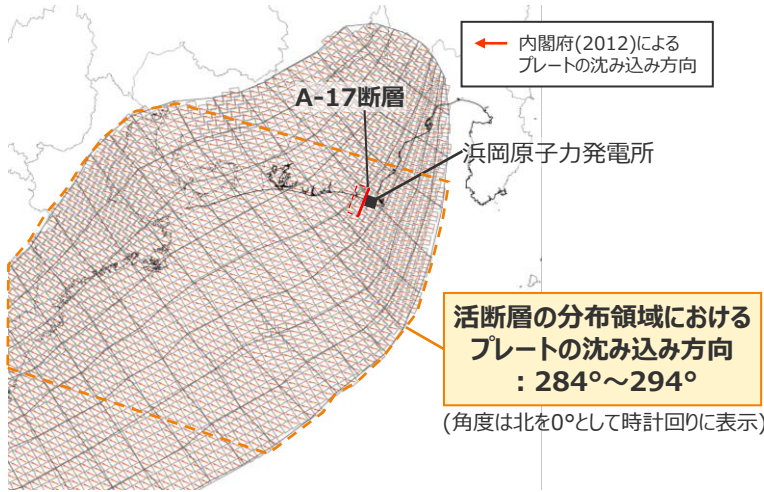 内閣府(2012)による
プレートの沈み込み方向
A-17断層
浜岡原子力発電所
活断層の分布領域における
プレートの沈み込み方向
：284°～294°
(角度は北を0°として時計回りに表示)